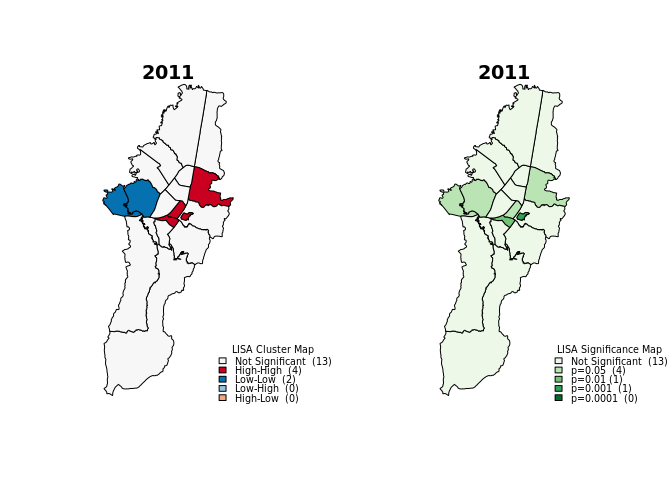 2011
LISA Cluster Map
Not Significant (13)
High-High (4)
Low-Low (2)
Low-High (0)
High-Low (0)
2011
LISA Significance Map
Not Significant (13)
p=0.05 (4)
p=0.01 (1)
p=0.001 (1)
p=0.0001 (0)